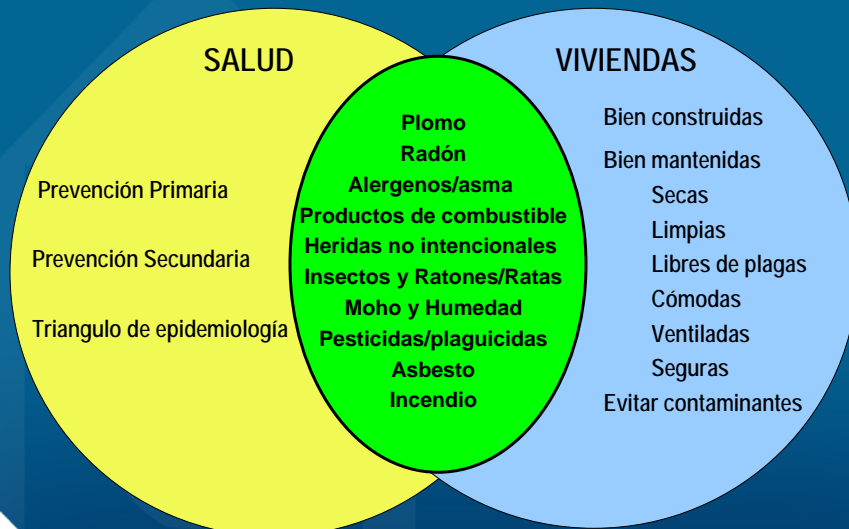 SALUD
Prevención Primaria
Prevención Secundaria
Triangulo de epidemiología
Plomo
Radón
Alergenos/asma
Productos de combustible
Heridas no intencionales
Insectos y Ratones/Ratas
Moho y Humedad
Pesticidas/plaguicidas
Asbesto
Incendio
VIVIENDAS
Bien construidas
Bien mantenidas
Secas
Limpias
Libres de plagas
Cómodas
Ventiladas
Seguras
Evitar contaminantes